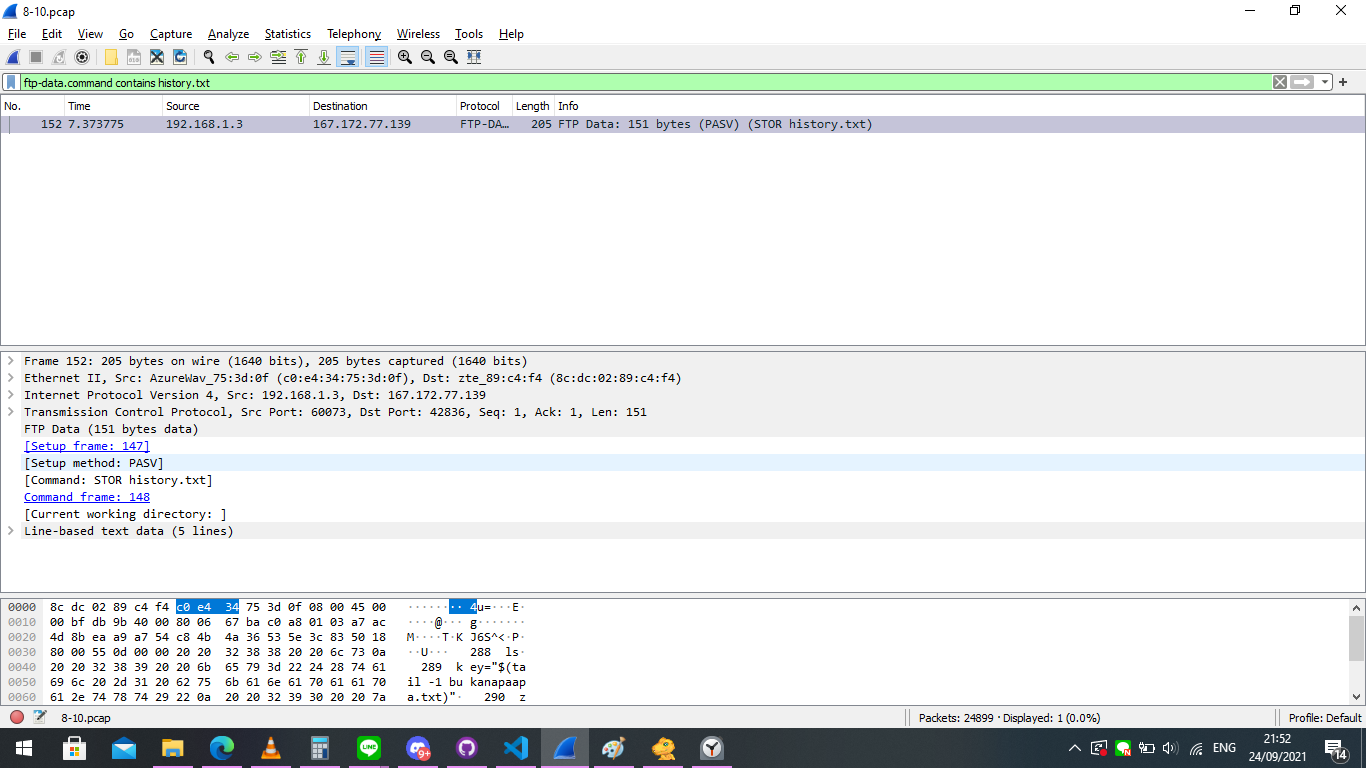 8-10.pcap
File Edit View Go Capture Analyze Statistics Telephony Wireless Tools Help
ftp-data.command contains history.txt
No. Time Source Destination Protocol Length Info
152 7.373775 192.168.1.3 167.172.77.139 FTP-DA… 205 FTP Data: 151 bytes (PASV) (STOR history.txt)
Frame 152: 205 bytes on wire (1640 bits), 205 bytes captured (1640 bits)
Ethernet II, Src: AzureWav_75:3d:0f (c0:e4:34:75:3d:0f), Dst: zte_89:c4:f4 (8c:dc:02:89:c4:f4)
Internet Protocol Version 4, Src: 192.168.1.3, Dst: 167.172.77.139
Transmission Control Protocol, Src Port: 60073, Dst Port: 42836, Seq: 1, Ack: 1, Len: 151
FTP Data (151 bytes data)
[Setup frame: 147]
[Setup method: PASV]
[Command: STOR history.txt]
Command frame: 148
[Current working directory: ]
Line-based text data (5 lines)
0000 8c dc 02 89 c4 f4 c0 e4 34 75 3d 0f 08 00 45 00 ········4u=···E·
0010 00 bf db 9b 40 00 80 06 67 ba c0 a8 01 03 a7 ac ····@···g·······
0020 4d 8b ea a9 a7 54 c8 4b 4a 36 53 5e 3c 83 50 18 M····T·K J6S^<·P·
0030 80 00 55 0d 00 00 20 20 32 38 38 20 20 6c 73 0a ··U··· 288 ls·
0040 20 20 32 38 39 20 20 6b 65 79 3d 22 24 28 74 61 289 k ey="$(ta
0050 69 6c 20 2d 31 20 62 75 6b 61 6e 61 70 61 61 70 il -1 bu kanapaap
0060 61 2e 74 78 74 29 22 0a 20 20 32 39 30 20 20 7a a.txt)"· 290 z
8-10.pcap Packets: 24899 · Displayed: 1 (0.0%) Profile: Default
9+
ENG
21:52
24/09/2021
14